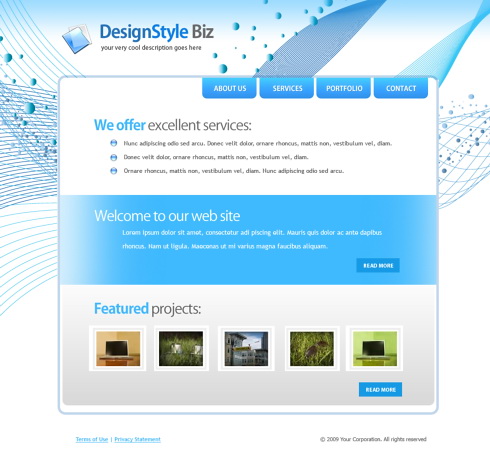 DesignStyle Biz
your very cool description goes here
ABOUT US SERVICES PORTFOLIO CONTACT
We offer excellent services:
Nunc adipiscing odio sed arcu. Donec velit dolor, ornare rhoncus, mattis non, vestibulum vel, diam.
Donec velit dolor, ornare rhoncus, mattis non, vestibulum vel, diam.
mattis non, vestibulum vel, ornare rhoncus, diam. Nunc adipiscing odio sed arcu.
Welcome to our web site
Lorem ipsum dolor sit amet, consectetur adi piscing elit. Mauris quis dolor ac ante dapibus
rhoncus. Nam ut ligula. Maecenas ut mi varius magna faucibus aliquam.
READ MORE
Featured projects:
READ MORE
Terms of Use | Privacy Statement
© 2009 Your Corporation. All rights reserved